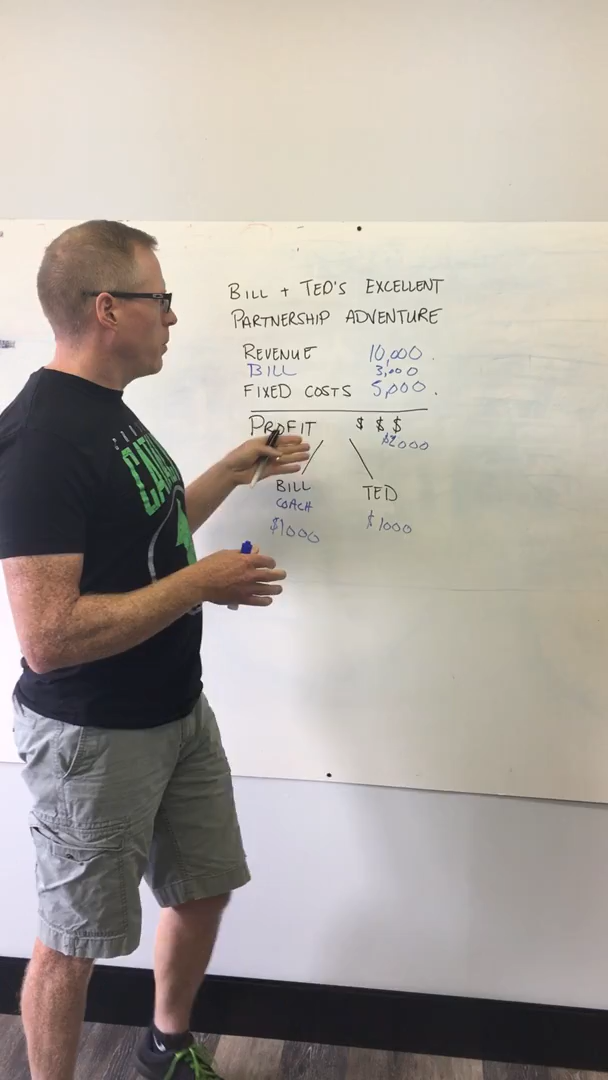 BILL + TED'S EXCELLENT
PARTNERSHIP ADVENTURE
REVENUE 10,000.
BILL 3,000
FIXED COSTS 5,000.
PROFIT $ $ $
$2000
BILL TED
COACH
$1000 $1000